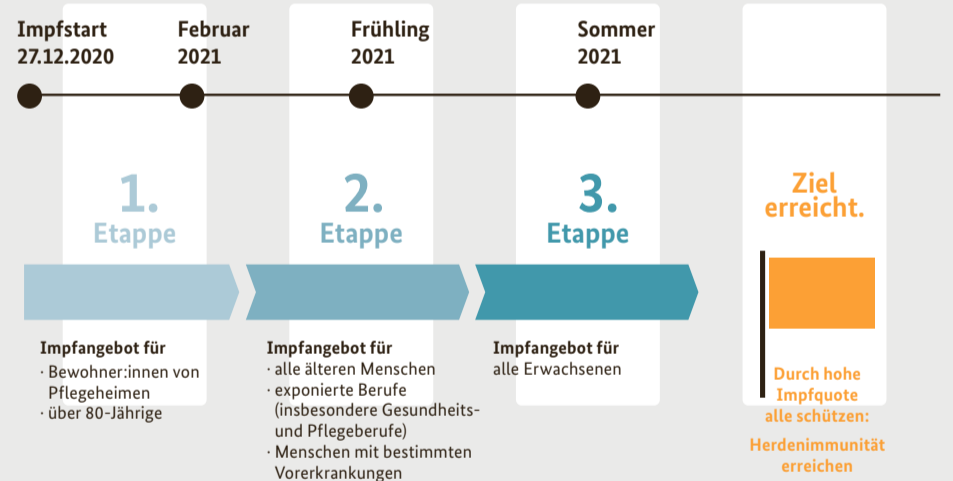 Impfstart
27.12.2020
Februar
2021
Frühling
2021
Sommer
2021
1.
Etappe
2.
Etappe
3.
Etappe
Ziel
erreicht.
Impfangebot für
· Bewohner:innen von
Pflegeheimen
· über 80-Jährige
Impfangebot für
· alle älteren Menschen
· exponierte Berufe
(insbesondere Gesundheits-
und Pflegeberufe)
· Menschen mit bestimmten
Vorerkrankungen
Impfangebot für
alle Erwachsenen
Durch hohe
Impfquote
alle schützen:
Herdenimmunität
erreichen